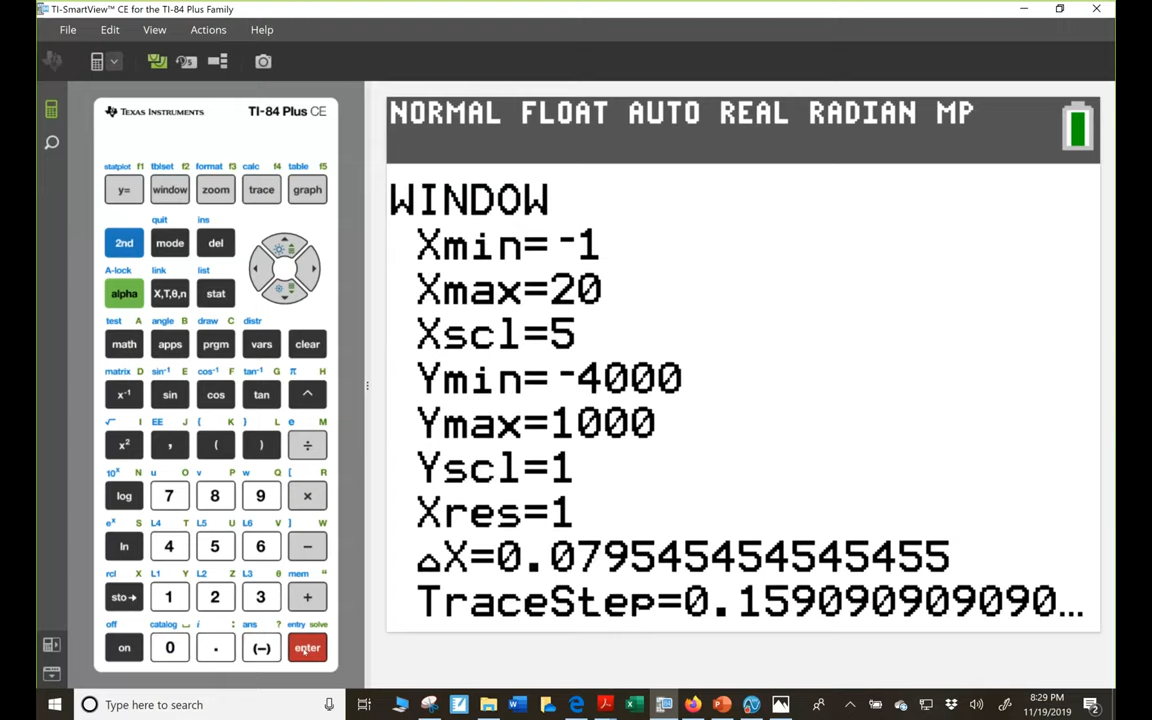 TI-SmartView™ CE for the TI-84 Plus Family
File Edit View Actions Help
TEXAS INSTRUMENTS TI-84 Plus CE
statplot f1 tblset f2 format f3 calc f4 table f5
y= window zoom trace graph
quit ins
2nd mode del
A-lock link list
alpha X,T,θ,n stat
test A angle B draw C distr
math apps prgm vars clear
matrix D sin⁻¹ E cos⁻¹ F tan⁻¹ G π H
x⁻¹ sin cos tan ^
√ I EE J { K } L e M
x² , ( ) ÷
10ˣ N u O v P w Q [ R
log 7 8 9 ×
eˣ S L4 T L5 U L6 V ] W
ln 4 5 6 −
rcl X L1 Y L2 Z L3 θ mem "
sto→ 1 2 3 +
off catalog ⎵ i : ans ? entry solve
on 0 . (−) enter
NORMAL FLOAT AUTO REAL RADIAN MP
WINDOW
Xmin=-1
Xmax=20
Xscl=5
Ymin=-4000
Ymax=1000
Yscl=1
Xres=1
△X=0.079545454545455
TraceStep=0.159090909090…
Type here to search
8:29 PM
11/19/2019
2